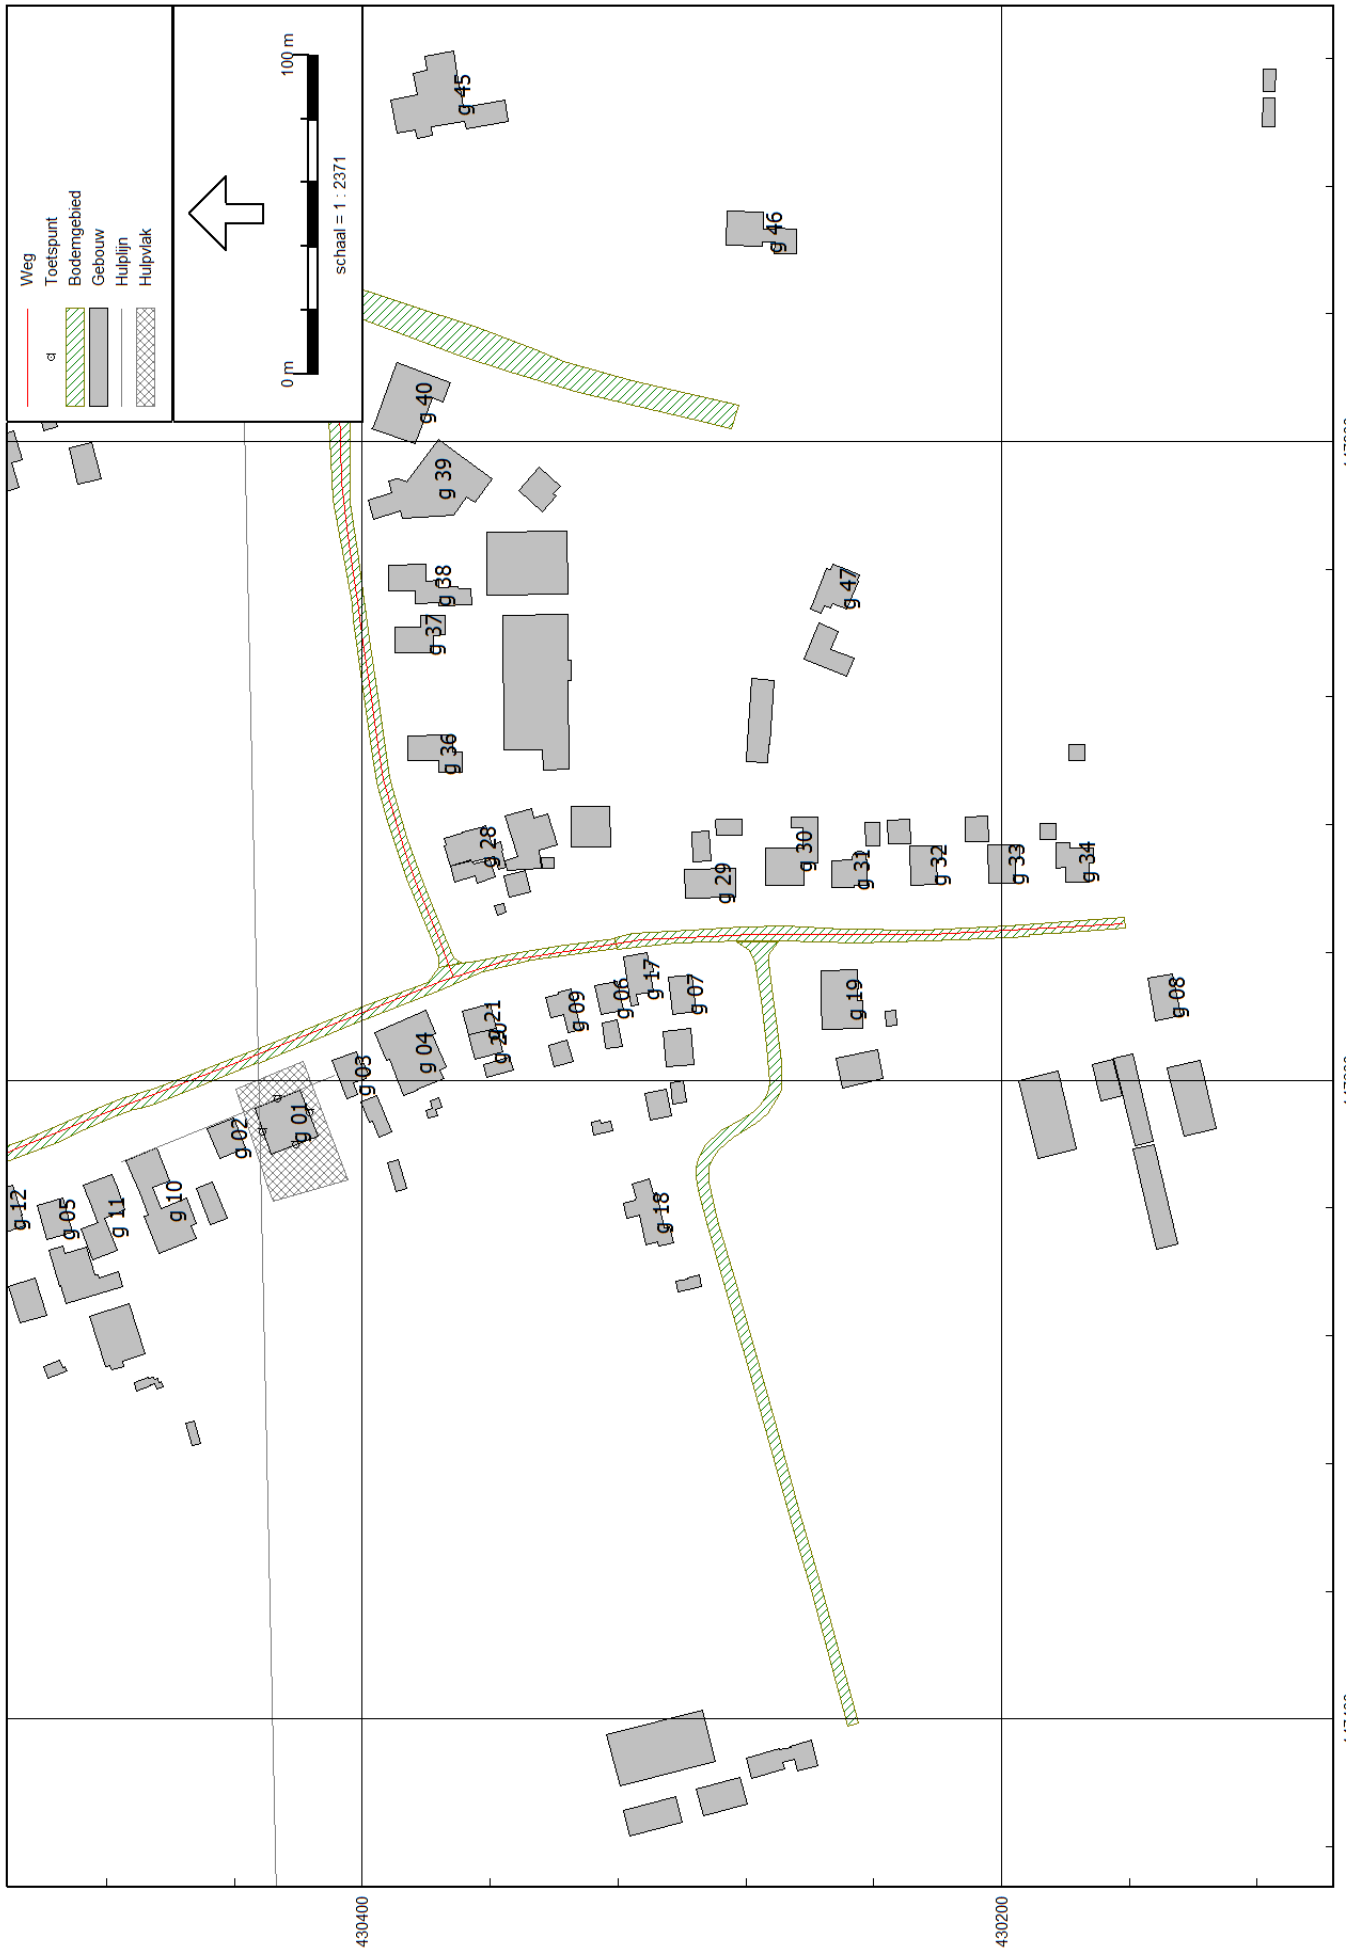 Weg
Toetspunt
Bodemgebied
Gebouw
Hulplijn
Hulpvlak
0 m
100 m
schaal = 1 : 2371
g 45
g 46
g 40
g 39
g 38
g 37
g 47
g 36
g 28
g 29
g 30
g 31
g 32
g 33
g 34
g 17
g 06
g 07
g 09
g 21
g 20
g 04
g 03
g 19
g 08
g 01
g 02
g 10
g 11
g 05
g 12
g 18
430400
430200